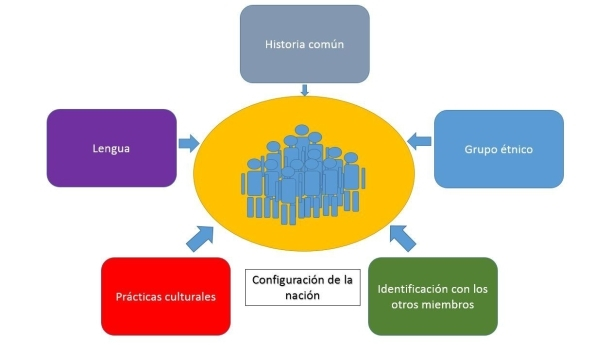 Historia común
Lengua
Grupo étnico
Prácticas culturales
Configuración de la
nación
Identificación con los
otros miembros